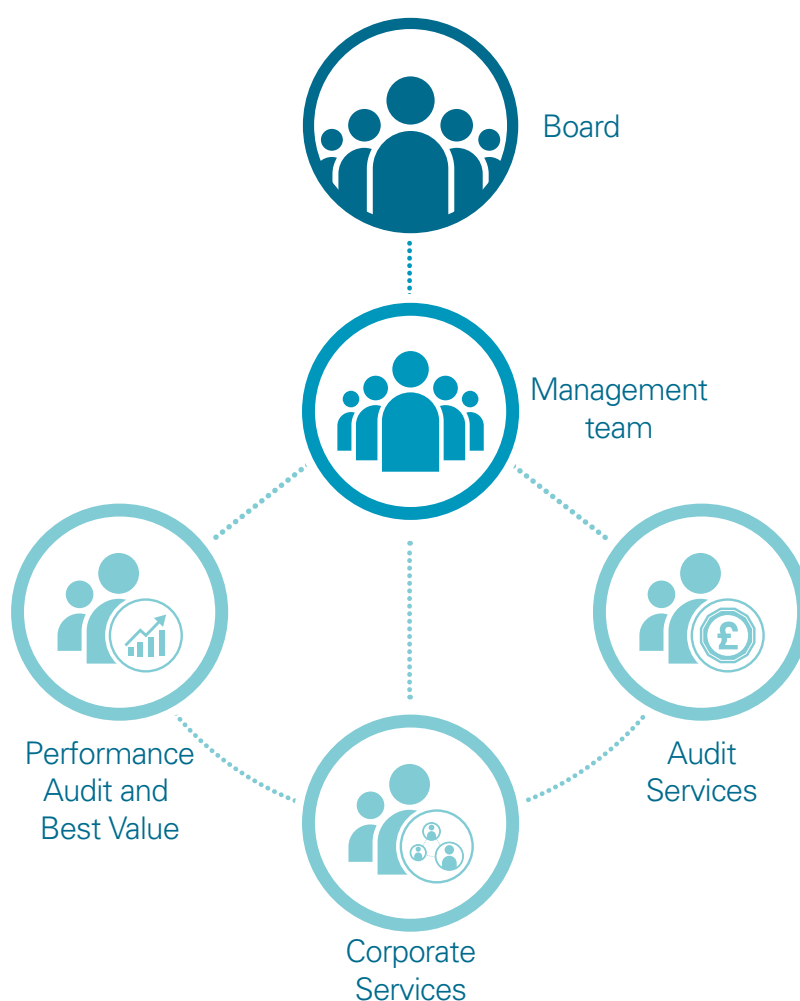 Board
Management
team
Performance
Audit and
Best Value
£
Audit
Services
Corporate
Services